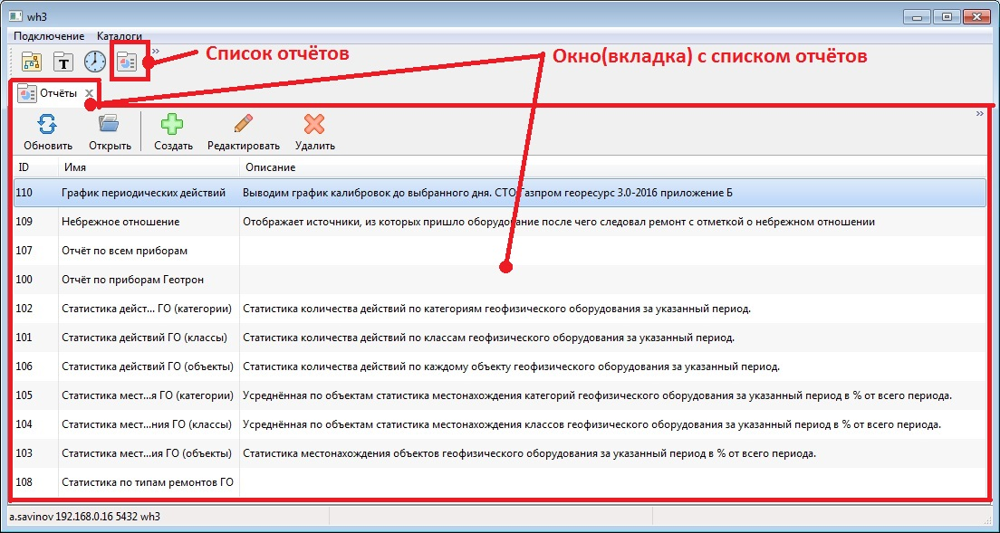 wh3
Подключение Каталоги
T
»
Список отчётов
Окно(вкладка) с списком отчётов
Отчёты X
»
Обновить Открыть Создать Редактировать Удалить
ID Имя Описание
110 График периодических действий Выводим график калибровок до выбранного дня. СТО Газпром георесурс 3.0-2016 приложение Б
109 Небрежное отношение Отображает источники, из которых пришло оборудование после чего следовал ремонт с отметкой о небрежном отношении
107 Отчёт по всем приборам
100 Отчёт по приборам Геотрон
102 Статистика дейст... ГО (категории) Статистика количества действий по категориям геофизического оборудования за указанный период.
101 Статистика действий ГО (классы) Статистика количества действий по классам геофизического оборудования за указанный период.
106 Статистика действий ГО (объекты) Статистика количества действий по каждому объекту геофизического оборудования за указанный период.
105 Статистика мест...я ГО (категории) Усреднённая по объектам статистика местонахождения категорий геофизического оборудования за указанный период в % от всего периода.
104 Статистика мест...ния ГО (классы) Усреднённая по объектам статистика местонахождения классов геофизического оборудования за указанный период в % от всего периода.
103 Статистика мест...ия ГО (объекты) Статистика местонахождения объектов геофизического оборудования за указанный период в % от всего периода.
108 Статистика по типам ремонтов ГО
a.savinov 192.168.0.16 5432 wh3